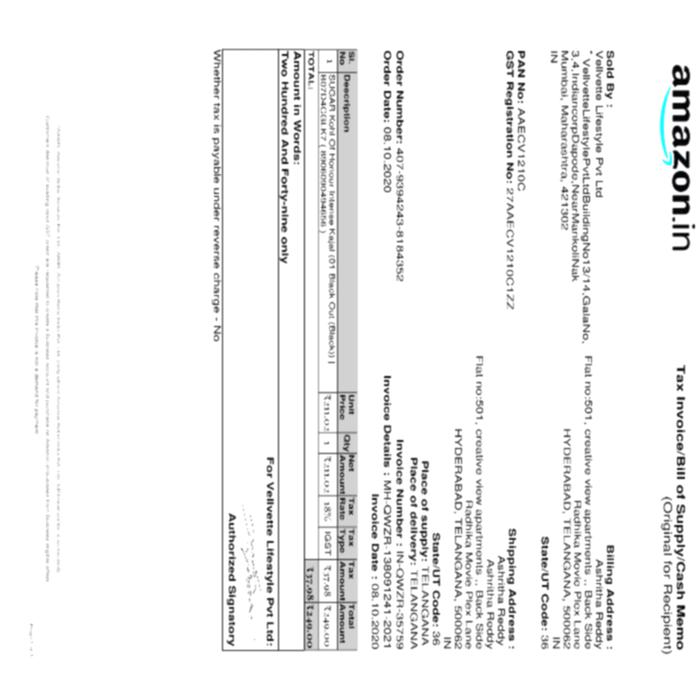 amazon.in
Tax Invoice/Bill of Supply/Cash Memo
(Original for Recipient)
Sold By :
Vellvette Lifestyle Pvt Ltd
* VellvetteLifestylePvtLtdBuildingNo13/14,GalaNo.
3,4,IndiancorpDapode,NearMankoliNak
Mumbai, Maharashtra, 421302
IN
Billing Address :
Ashritha Reddy
Flat no:501, creative view apartments .. Back Side
Radhika Movie Plex Lane
HYDERABAD, TELANGANA, 500062
IN
State/UT Code: 36
PAN No: AAECV1210C
GST Registration No: 27AAECV1210C1ZZ
Shipping Address :
Ashritha Reddy
Ashritha Reddy
Flat no:501, creative view apartments .. Back Side
Radhika Movie Plex Lane
HYDERABAD, TELANGANA, 500062
IN
State/UT Code: 36
Place of supply: TELANGANA
Place of delivery: TELANGANA
Order Number: 407-9394243-8184352
Order Date: 08.10.2020
Invoice Number : IN-QWZR-35759
Invoice Details : MH-QWZR-138091241-2021
Invoice Date : 08.10.2020
Sl. No Description Unit Price Qty Net Amount Tax Rate Tax Type Tax Amount Total Amount
1 SUGAR Kohl Of Honour Intense Kajal (01 Black Out (Black)) | ( 8906090494656 ) ₹211.02 1 ₹211.02 18% IGST ₹37.98 ₹249.00
TOTAL: ₹37.98 ₹249.00
Amount in Words:
Two Hundred And Forty-nine only
For Vellvette Lifestyle Pvt Ltd:
Authorized Signatory
Whether tax is payable under reverse charge - No
Please note that this invoice is not a demand for payment